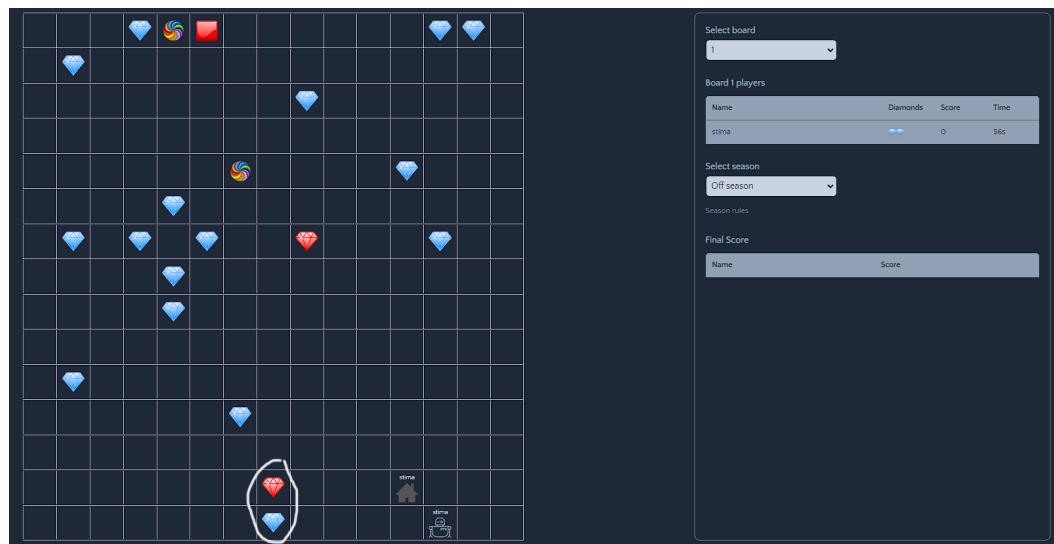 Select board
1
Board 1 players
Name Diamonds Score Time
stima 0 56s
Select season
Off season
Season rules
Final Score
Name Score
stima
stima